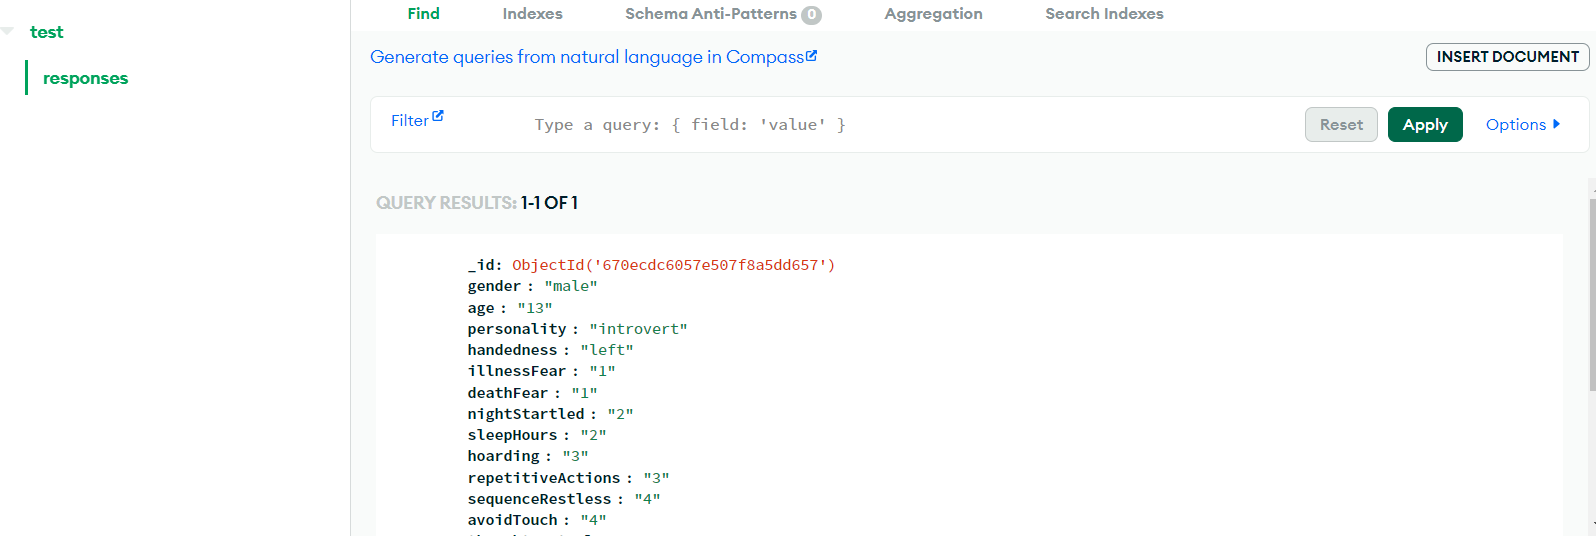 Find Indexes Schema Anti-Patterns 0 Aggregation Search Indexes
test
responses
Generate queries from natural language in Compass
INSERT DOCUMENT
Filter Type a query: { field: 'value' } Reset Apply Options
QUERY RESULTS: 1-1 OF 1
_id: ObjectId('670ecdc6057e507f8a5dd657')
gender : "male"
age : "13"
personality : "introvert"
handedness : "left"
illnessFear : "1"
deathFear : "1"
nightStartled : "2"
sleepHours : "2"
hoarding : "3"
repetitiveActions : "3"
sequenceRestless : "4"
avoidTouch : "4"